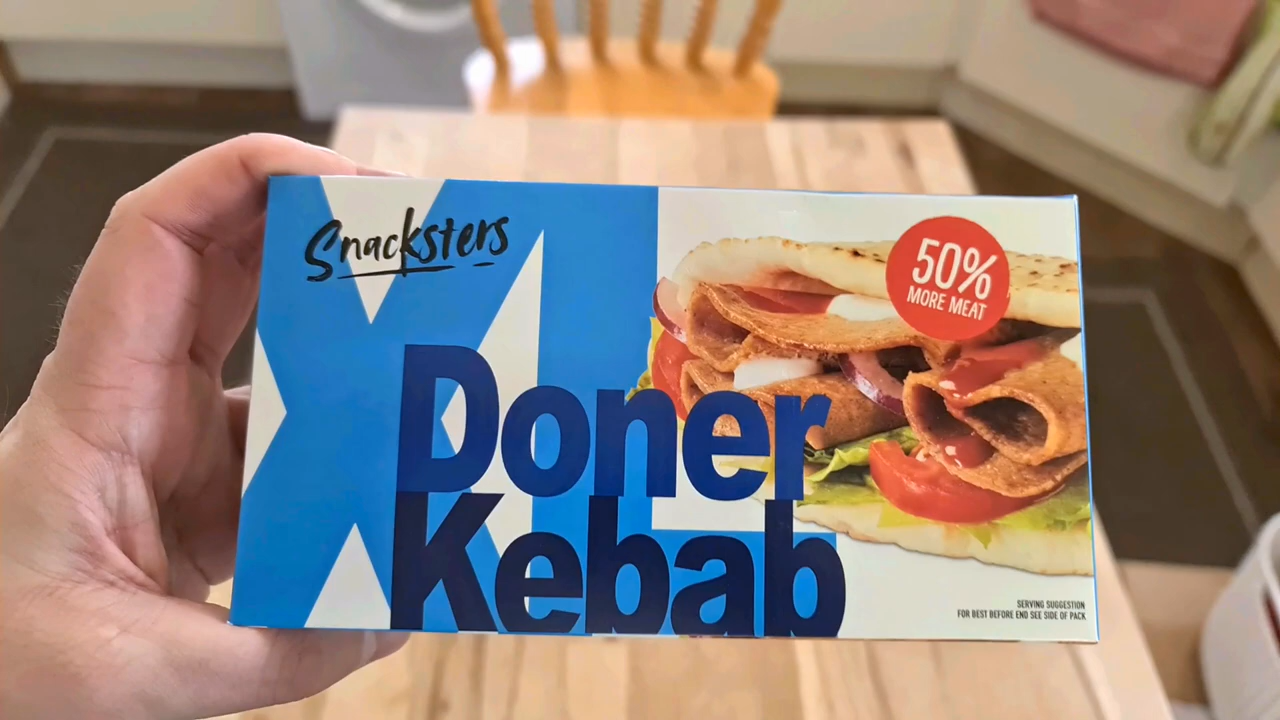 Snacksters
XL
Doner
Kebab
50%
MORE MEAT
SERVING SUGGESTION
FOR BEST BEFORE END SEE SIDE OF PACK